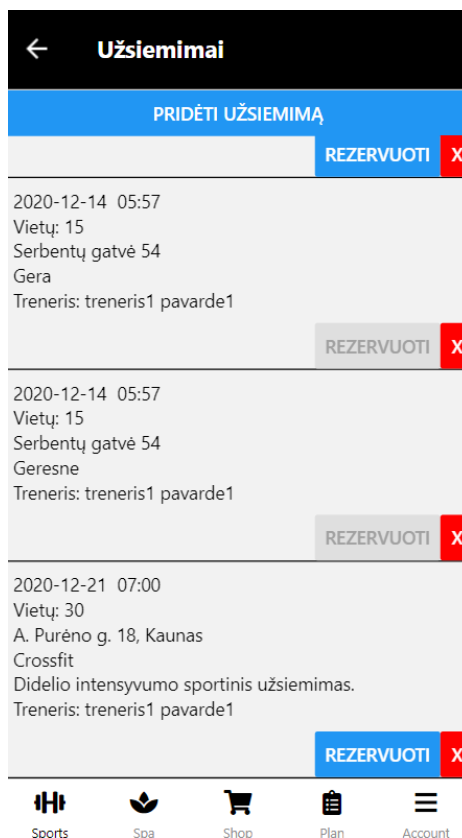 Užsiemimai
PRIDĖTI UŽSIEMIMĄ
REZERVUOTI X
2020-12-14 05:57
Vietų: 15
Serbentų gatvė 54
Gera
Treneris: treneris1 pavarde1
REZERVUOTI X
2020-12-14 05:57
Vietų: 15
Serbentų gatvė 54
Geresne
Treneris: treneris1 pavarde1
REZERVUOTI X
2020-12-21 07:00
Vietų: 30
A. Purėno g. 18, Kaunas
Crossfit
Didelio intensyvumo sportinis užsiemimas.
Treneris: treneris1 pavarde1
REZERVUOTI X
Sports Spa Shop Plan Account